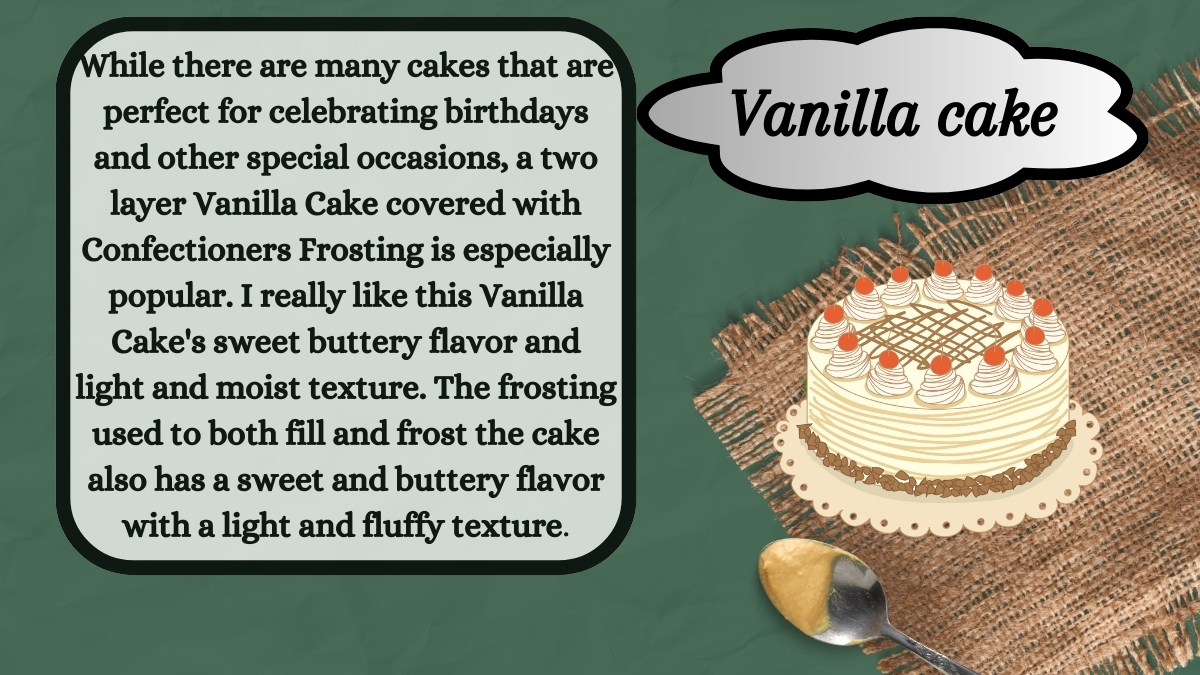 While there are many cakes that are
perfect for celebrating birthdays
and other special occasions, a two
layer Vanilla Cake covered with
Confectioners Frosting is especially
popular. I really like this Vanilla
Cake's sweet buttery flavor and
light and moist texture. The frosting
used to both fill and frost the cake
also has a sweet and buttery flavor
with a light and fluffy texture.
Vanilla cake